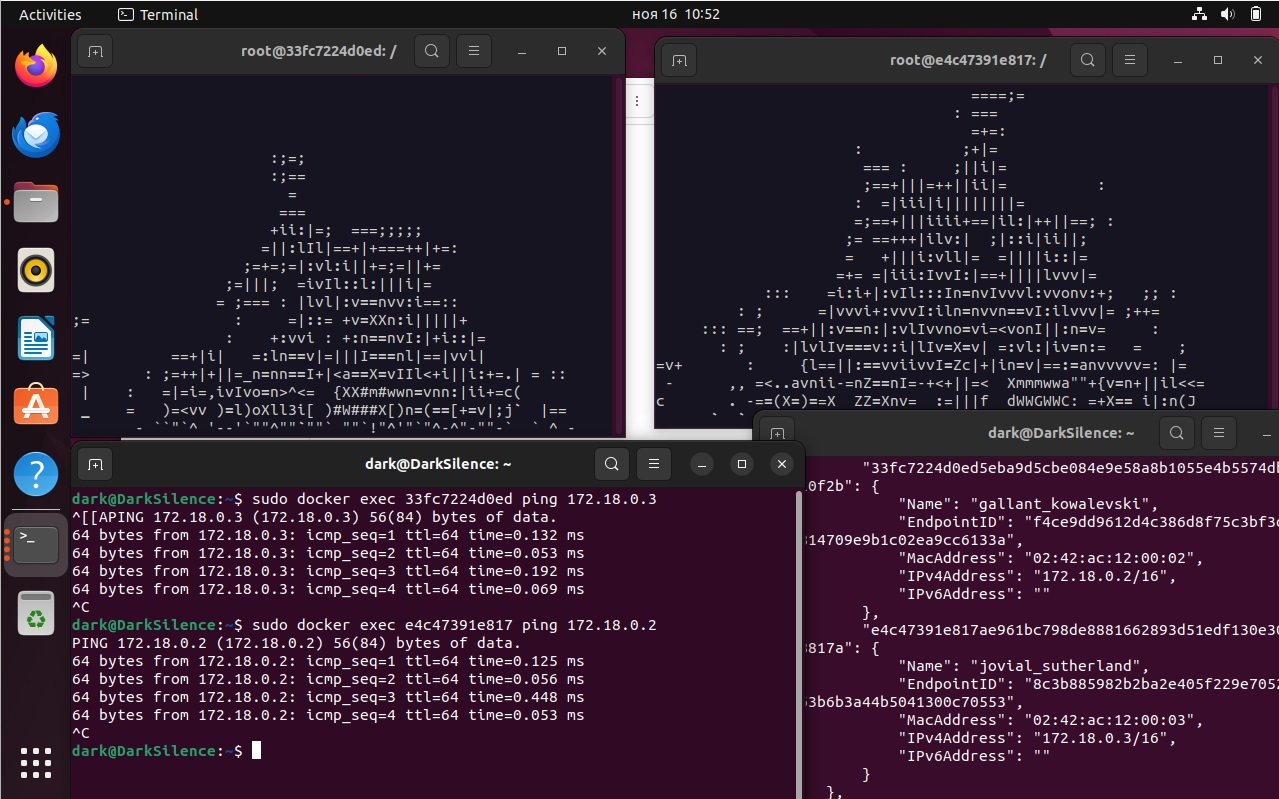 Activities
Terminal
ноя 16 10:52
root@33fc7224d0ed: /
root@e4c47391e817: /
:;=;
:;==
=
===
+ii:|=;  ===;;;;;
=||:lIl|==+|+===++|+=:
;=+=;=|:vl:i||+=;=||+=
;=|||;  =ivIl::l:|||i|=
= ;=== : |lvl|:v==nvv:i==::
;=                :     =|::= +v=XXn:i|||||+
:    +:vvi : +:n==nvI:|+i::|=
=|         ==+|i|   =:ln==v|=|||I===nl|==|vvl|
=>      : ;=++|+||=_n=nn==I+|<a==X=vIIl<+i||i:+=.| = ::
|    :   =|=i=,ivIvo=n>^<=  {XX#m#wwn=vnn:|ii+=c(
_    =   )=<vv )=l)oXll3i[ )#W###X[)n=(==[+=v|;j`  |==
====;=
: ===
=+=:
:           ;+|=
=== :     ;||i|=
;==+|||=++||ii|=          :
:  =|iii|i||||||||=
=;==+|||iiii+==|il:|++||==; :
;= ==+++|ilv:|  ;|::i|ii||;
=   +|||i:vll|=  =||||i::|=
=+= =|iii:IvvI:|==+||||lvvv|=
:::    =i:i+|:vIl:::In=nvIvvvl:vvonv:+;   ;; :
: ;      =|vvvi+:vvvI:iln=nvvn==vI:ilvvv|= ;++=
::: ==;  ==+||:v==n:|:vlIvvno=vi=<vonI||:n=v=     :
: ;    :|lvlIv===v::i|lIv=X=v| =:vl:|iv=n:=   =    ;
=v+       :     {l==||:==vviivvI=Zc|+|in=v|==:=anvvvvv=: |=
-      ,, =<..avnii-=nZ==nI=-+<+||=<  Xmmmwwa""+{v=n+||il<<=
c       . -==(X=)==X  ZZ=Xnv=  :=|||f  dWWGWWC: =+X== i|:n(J
dark@DarkSilence: ~
dark@DarkSilence:~$ sudo docker exec 33fc7224d0ed ping 172.18.0.3
^[[APING 172.18.0.3 (172.18.0.3) 56(84) bytes of data.
64 bytes from 172.18.0.3: icmp_seq=1 ttl=64 time=0.132 ms
64 bytes from 172.18.0.3: icmp_seq=2 ttl=64 time=0.053 ms
64 bytes from 172.18.0.3: icmp_seq=3 ttl=64 time=0.192 ms
64 bytes from 172.18.0.3: icmp_seq=4 ttl=64 time=0.069 ms
^C
dark@DarkSilence:~$ sudo docker exec e4c47391e817 ping 172.18.0.2
PING 172.18.0.2 (172.18.0.2) 56(84) bytes of data.
64 bytes from 172.18.0.2: icmp_seq=1 ttl=64 time=0.125 ms
64 bytes from 172.18.0.2: icmp_seq=2 ttl=64 time=0.056 ms
64 bytes from 172.18.0.2: icmp_seq=3 ttl=64 time=0.448 ms
64 bytes from 172.18.0.2: icmp_seq=4 ttl=64 time=0.053 ms
^C
dark@DarkSilence:~$
dark@DarkSilence: ~
"33fc7224d0ed5eba9d5cbe084e9e58a8b1055e4b5574d
0f2b": {
"Name": "gallant_kowalevski",
"EndpointID": "f4ce9dd9612d4c386d8f75c3bf3
314709e9b1c02ea9cc6133a",
"MacAddress": "02:42:ac:12:00:02",
"IPv4Address": "172.18.0.2/16",
"IPv6Address": ""
},
"e4c47391e817ae961bc798de8881662893d51edf130e30
817a": {
"Name": "jovial_sutherland",
"EndpointID": "8c3b885982b2ba2e405f229e7052
3b6b3a44b5041300c70553",
"MacAddress": "02:42:ac:12:00:03",
"IPv4Address": "172.18.0.3/16",
"IPv6Address": ""
}
},